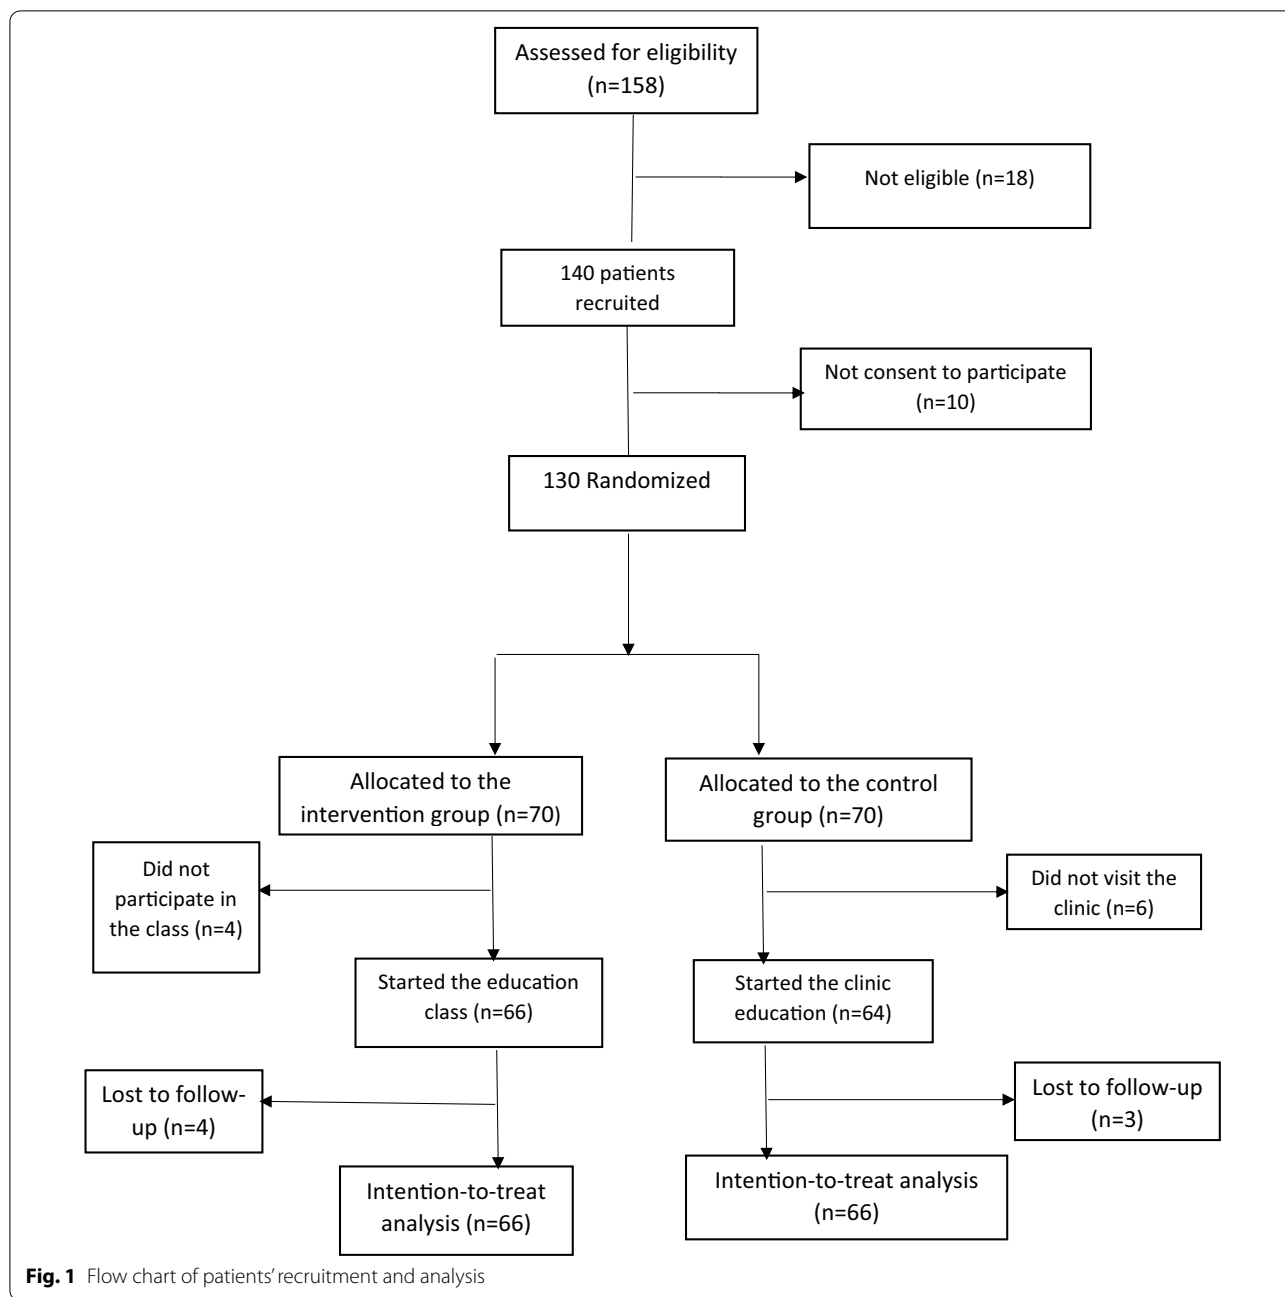 Assessed for eligibility
(n=158)
Not eligible (n=18)
140 patients
recruited
Not consent to participate
(n=10)
130 Randomized
Allocated to the
intervention group (n=70)
Allocated to the control
group (n=70)
Did not
participate in
the class (n=4)
Did not visit the
clinic (n=6)
Started the education
class (n=66)
Started the clinic
education (n=64)
Lost to follow-
up (n=4)
Lost to follow-up
(n=3)
Intention-to-treat
analysis (n=66)
Intention-to-treat analysis
(n=66)
Fig. 1 Flow chart of patients’ recruitment and analysis